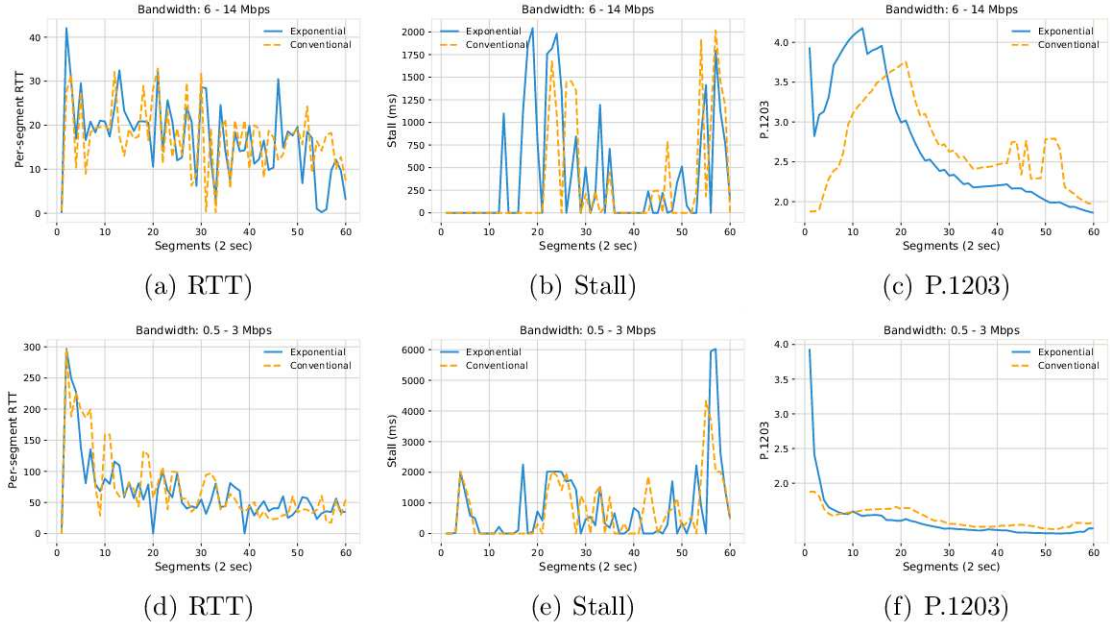 Bandwidth: 6 - 14 Mbps
Per-segment RTT
40
30
20
10
0
Exponential
Conventional
0 10 20 30 40 50 60
Segments (2 sec)
(a) RTT)
Bandwidth: 6 - 14 Mbps
Stall (ms)
2000
1750
1500
1250
1000
750
500
250
0
Exponential
Conventional
0 10 20 30 40 50 60
Segments (2 sec)
(b) Stall)
Bandwidth: 6 - 14 Mbps
P.1203
4.0
3.5
3.0
2.5
2.0
Exponential
Conventional
0 10 20 30 40 50 60
Segments (2 sec)
(c) P.1203)
Bandwidth: 0.5 - 3 Mbps
Per-segment RTT
300
250
200
150
100
50
0
Exponential
Conventional
0 10 20 30 40 50 60
Segments (2 sec)
(d) RTT)
Bandwidth: 0.5 - 3 Mbps
Stall (ms)
6000
5000
4000
3000
2000
1000
0
Exponential
Conventional
0 10 20 30 40 50 60
Segments (2 sec)
(e) Stall)
Bandwidth: 0.5 - 3 Mbps
P.1203
4.0
3.5
3.0
2.5
2.0
Exponential
Conventional
0 10 20 30 40 50 60
Segments (2 sec)
(f) P.1203)